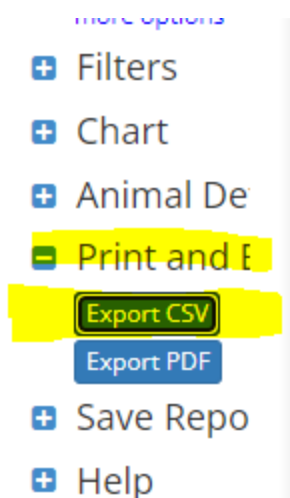 more options
Filters
Chart
Animal De
Print and E
Export CSV
Export PDF
Save Repo
Help